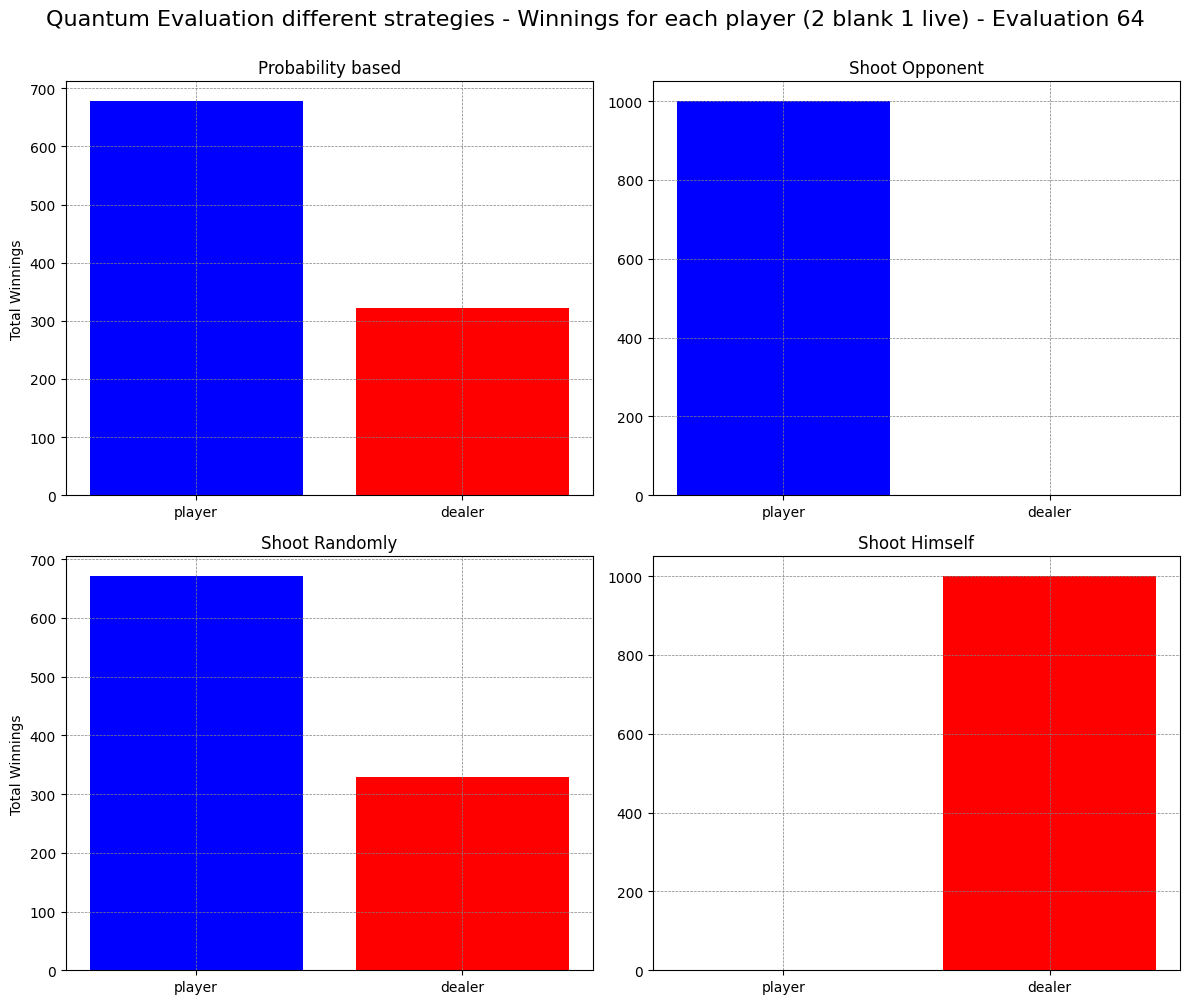 Quantum Evaluation different strategies - Winnings for each player (2 blank 1 live) - Evaluation 64
Probability based
Total Winnings
700
600
500
400
300
200
100
0
player dealer
Shoot Opponent
1000
800
600
400
200
0
player dealer
Shoot Randomly
Total Winnings
700
600
500
400
300
200
100
0
player dealer
Shoot Himself
1000
800
600
400
200
0
player dealer